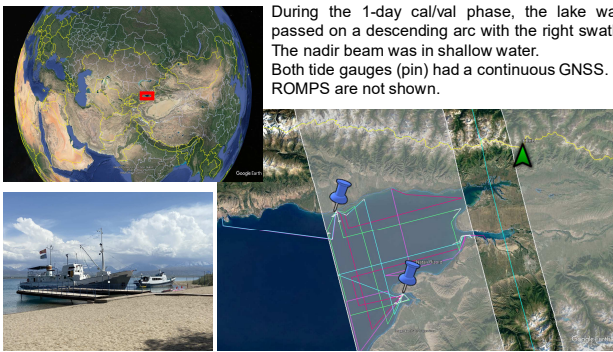 During the 1-day cal/val phase, the lake wa
passed on a descending arc with the right swat
The nadir beam was in shallow water.
Both tide gauges (pin) had a continuous GNSS.
ROMPS are not shown.
Google Earth
Google Earth